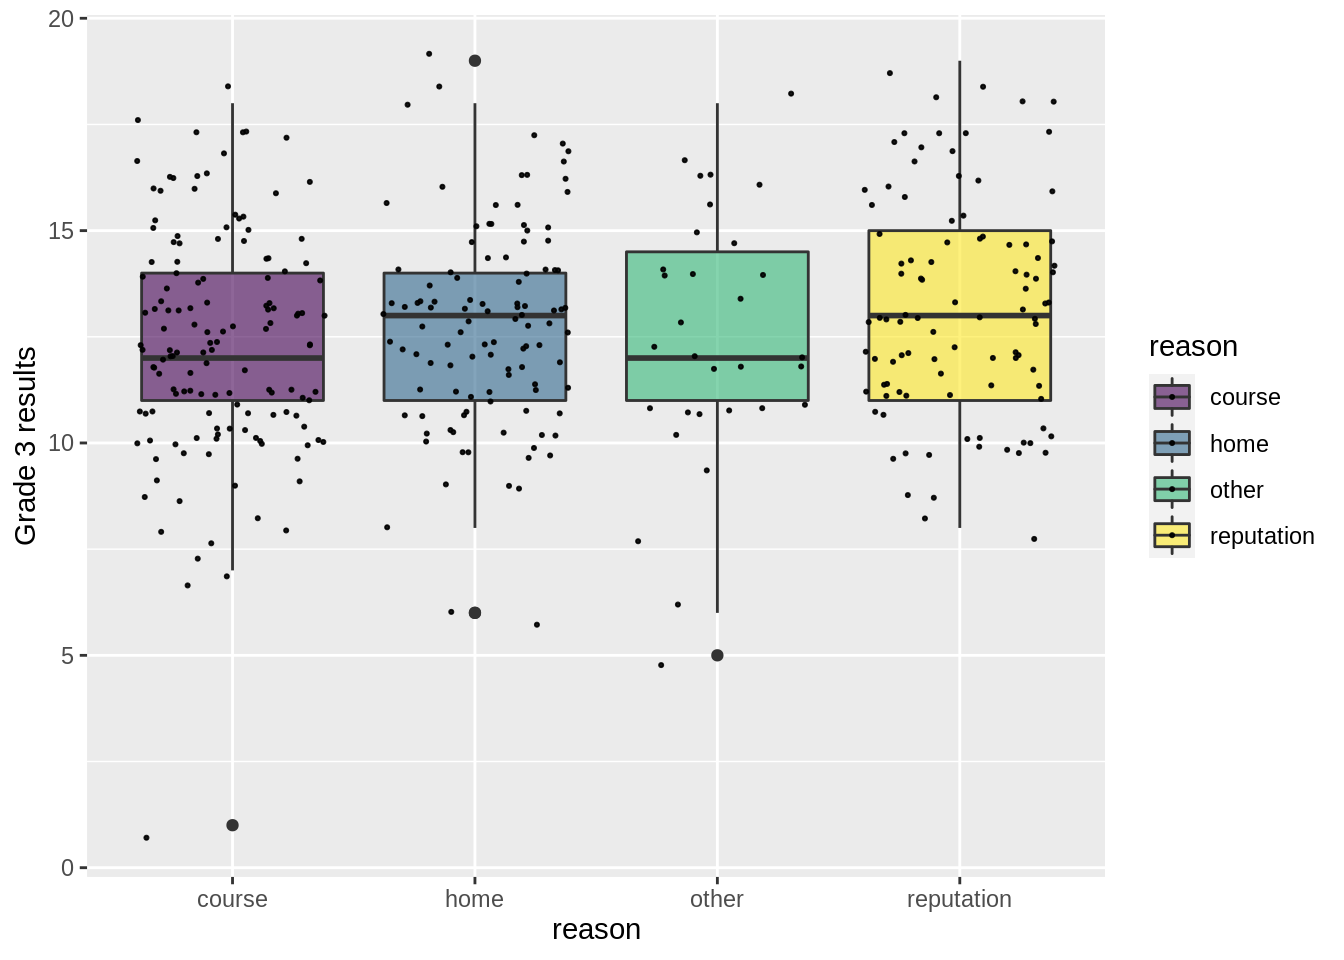 20
15
10
5
0
Grade 3 results
course
home
other
reputation
reason
reason
course
home
other
reputation